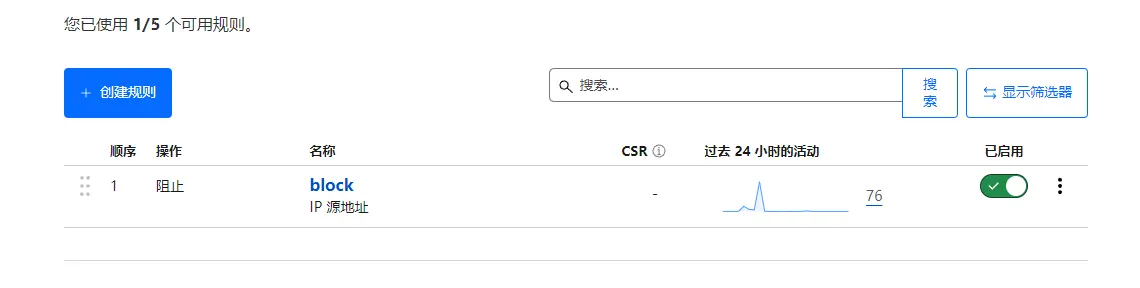 您已使用 1/5 个可用规则。
+ 创建规则
搜索...
搜索
显示筛选器
顺序 操作 名称 CSR 过去 24 小时的活动 已启用
1 阻止 block - 76
IP 源地址